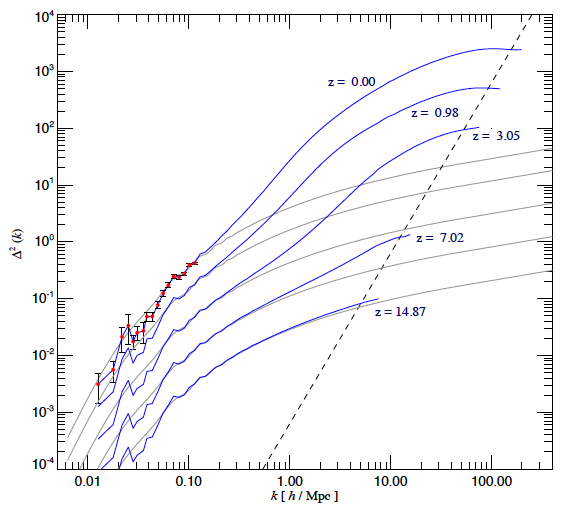 10^4
10^3
10^2
10^1
10^0
10^-1
10^-2
10^-3
10^-4
Δ^2 (k)
z = 0.00
z = 0.98
z = 3.05
z = 7.02
z = 14.87
0.01 0.10 1.00 10.00 100.00
k [ h / Mpc ]